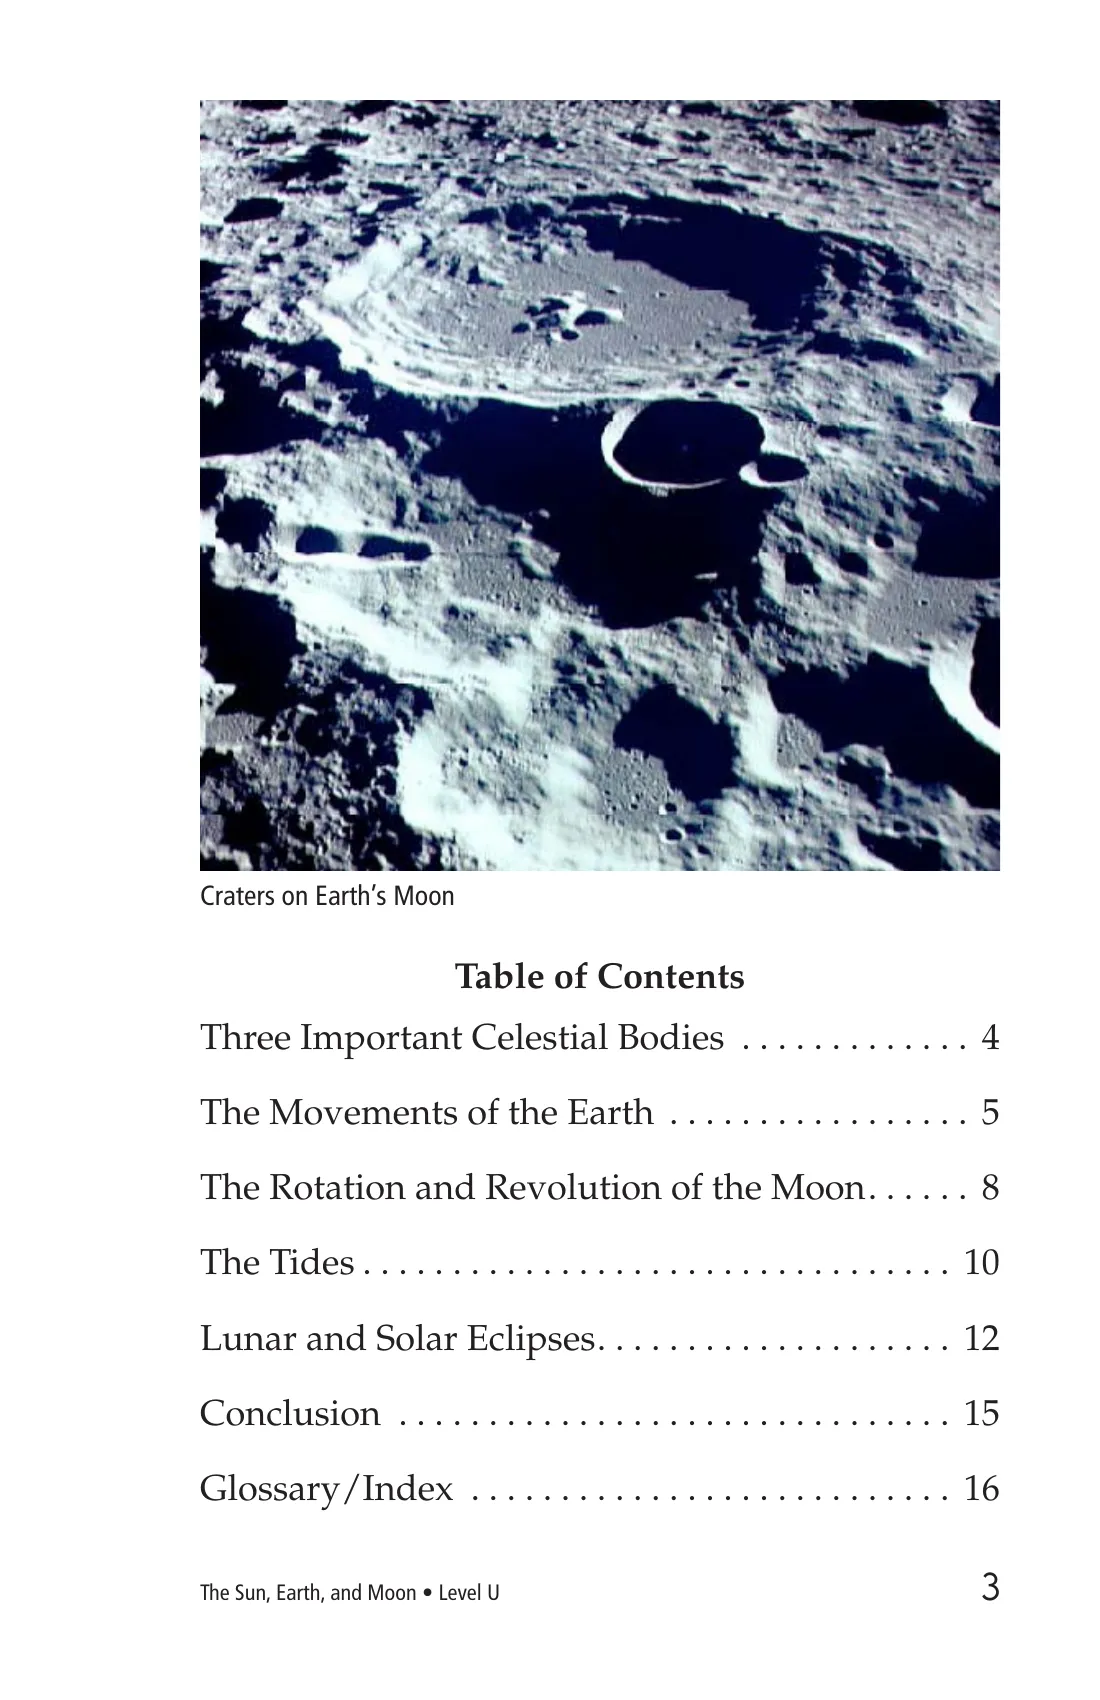 Craters on Earth's Moon
Table of Contents
Three Important Celestial Bodies . . . . . . . . . . . . . 4
The Movements of the Earth . . . . . . . . . . . . . . . . . 5
The Rotation and Revolution of the Moon. . . . . . 8
The Tides . . . . . . . . . . . . . . . . . . . . . . . . . . . . . . . . . 10
Lunar and Solar Eclipses. . . . . . . . . . . . . . . . . . . . 12
Conclusion . . . . . . . . . . . . . . . . . . . . . . . . . . . . . . . 15
Glossary/Index . . . . . . . . . . . . . . . . . . . . . . . . . . . 16
The Sun, Earth, and Moon • Level U 3